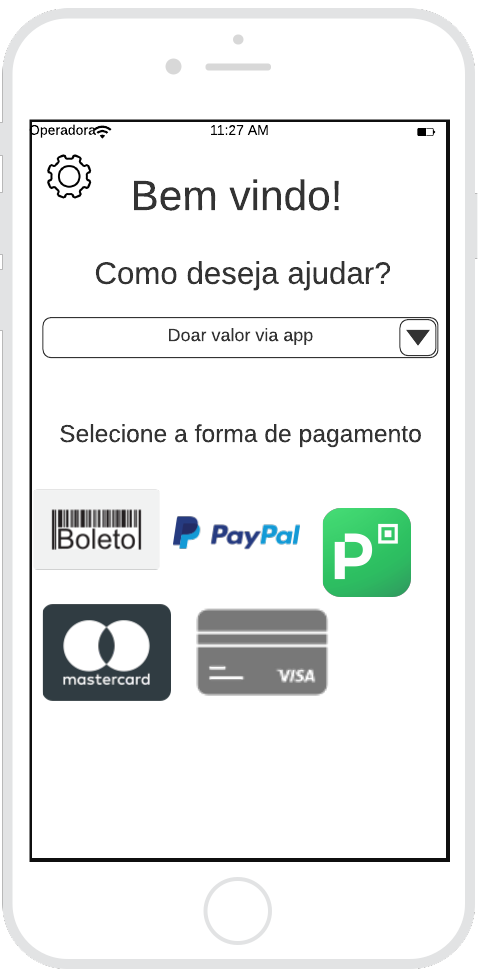 Operadora 11:27 AM
Bem vindo!
Como deseja ajudar?
Doar valor via app
Selecione a forma de pagamento
Boleto PayPal P
mastercard VISA